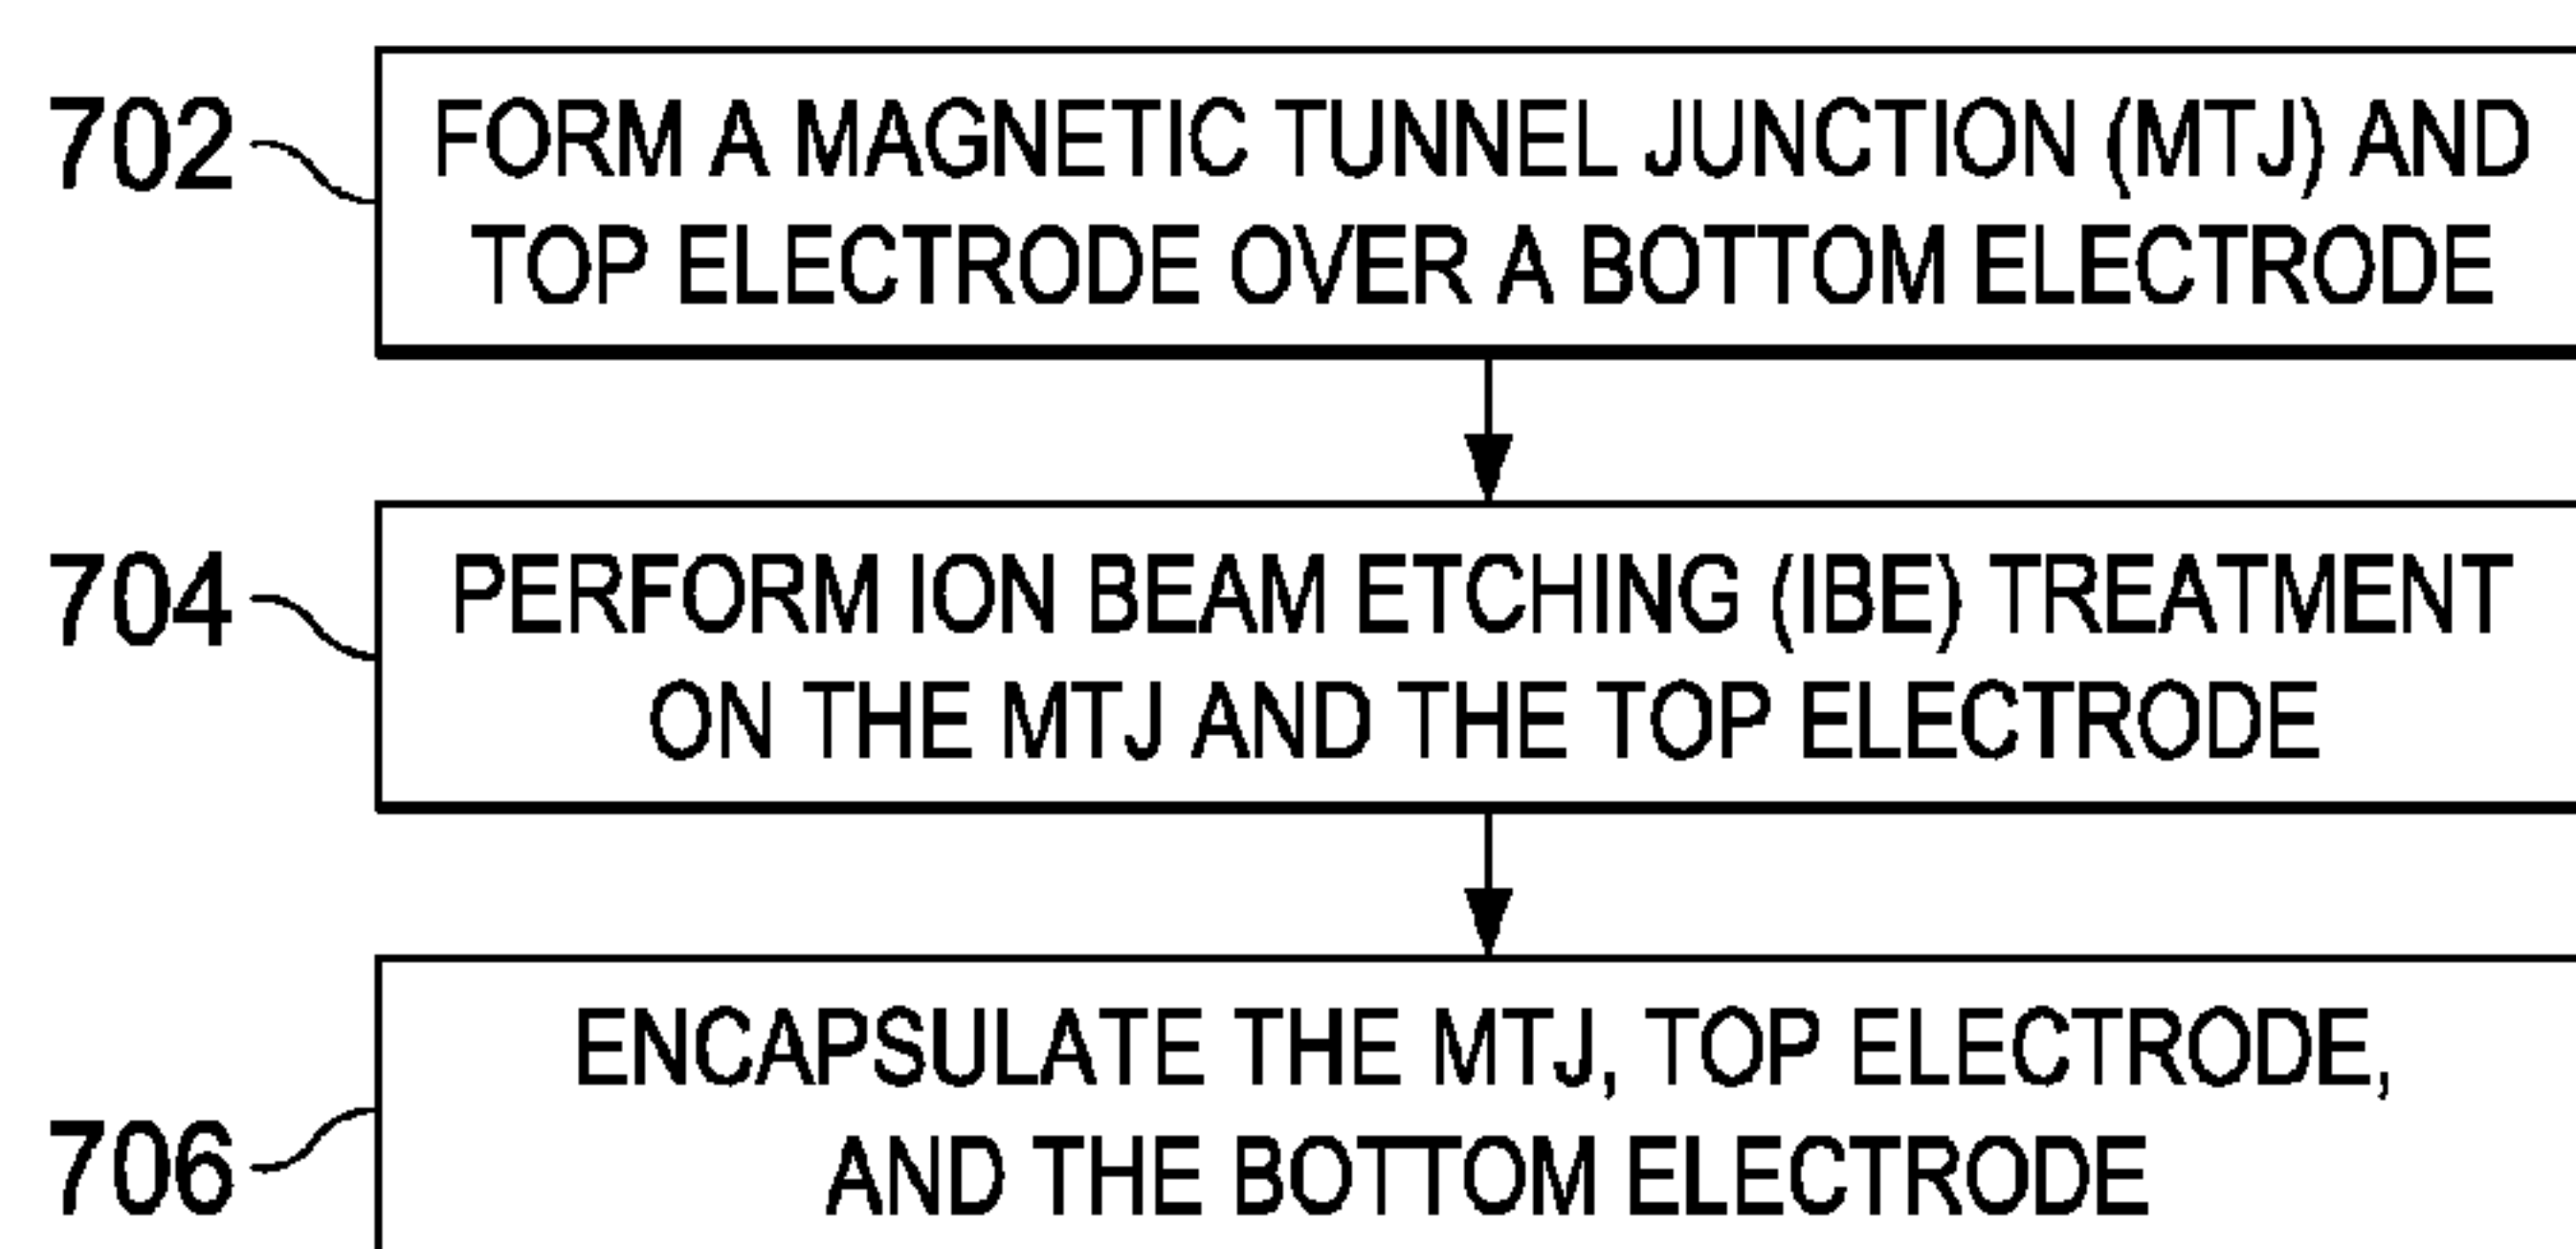 702
FORM A MAGNETIC TUNNEL JUNCTION (MTJ) AND
TOP ELECTRODE OVER A BOTTOM ELECTRODE
704
PERFORM ION BEAM ETCHING (IBE) TREATMENT
ON THE MTJ AND THE TOP ELECTRODE
706
ENCAPSULATE THE MTJ, TOP ELECTRODE,
AND THE BOTTOM ELECTRODE